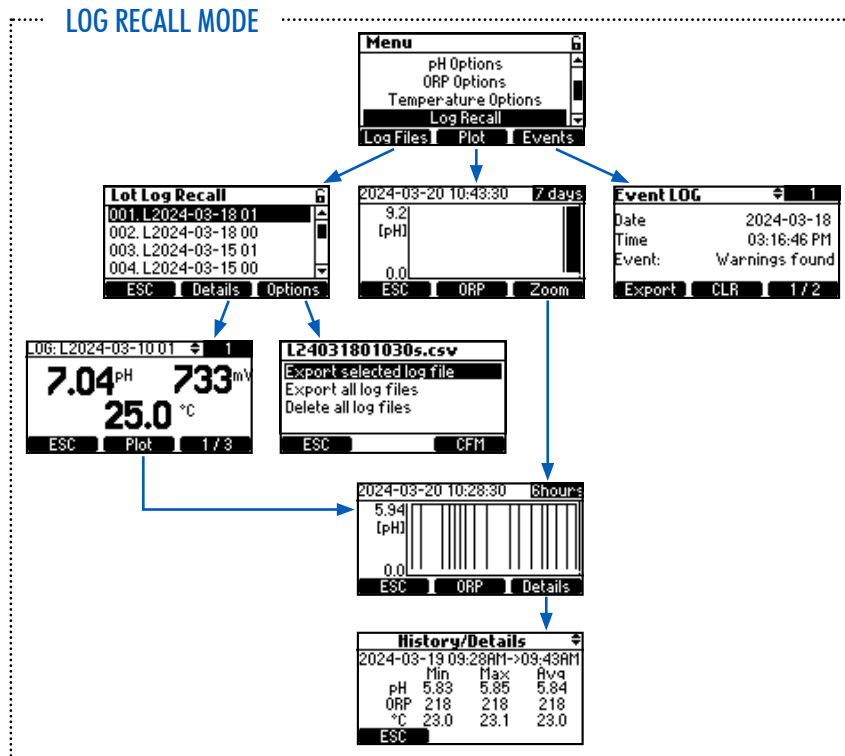 LOG RECALL MODE
Menu
pH Options
ORP Options
Temperature Options
Log Recall
Log Files Plot Events
Lot Log Recall
001. L2024-03-18 01
002. L2024-03-18 00
003. L2024-03-15 01
004. L2024-03-15 00
ESC Details Options
2024-03-20 10:43:30 7 days
9.2
[pH]
0.0
ESC ORP Zoom
Event LOG 1
Date 2024-03-18
Time 03:16:46 PM
Event: Warnings found
Export CLR 1/2
LOG: L2024-03-10 01 1
7.04 pH 733 mV
25.0 °C
ESC Plot 1/3
L24031801030s.csv
Export selected log file
Export all log files
Delete all log files
ESC CFM
2024-03-20 10:28:30 6hours
5.94
[pH]
0.0
ESC ORP Details
History/Details
2024-03-19 09:28AM->09:43AM
Min Max Avg
pH 5.83 5.85 5.84
ORP 218 218 218
°C 23.0 23.1 23.0
ESC